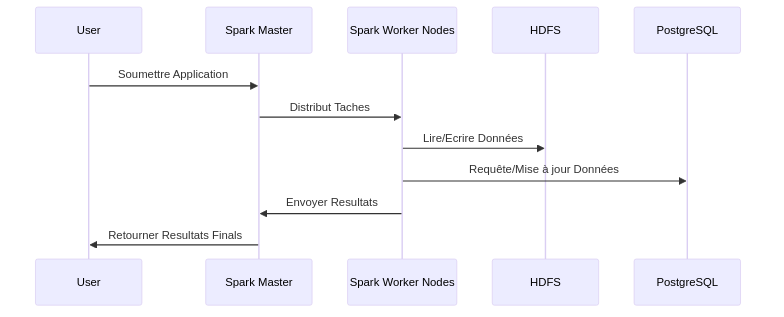 User
Spark Master
Spark Worker Nodes
HDFS
PostgreSQL
Soumettre Application
Distribut Taches
Lire/Ecrire Données
Requête/Mise à jour Données
Envoyer Resultats
Retourner Resultats Finals
User
Spark Master
Spark Worker Nodes
HDFS
PostgreSQL